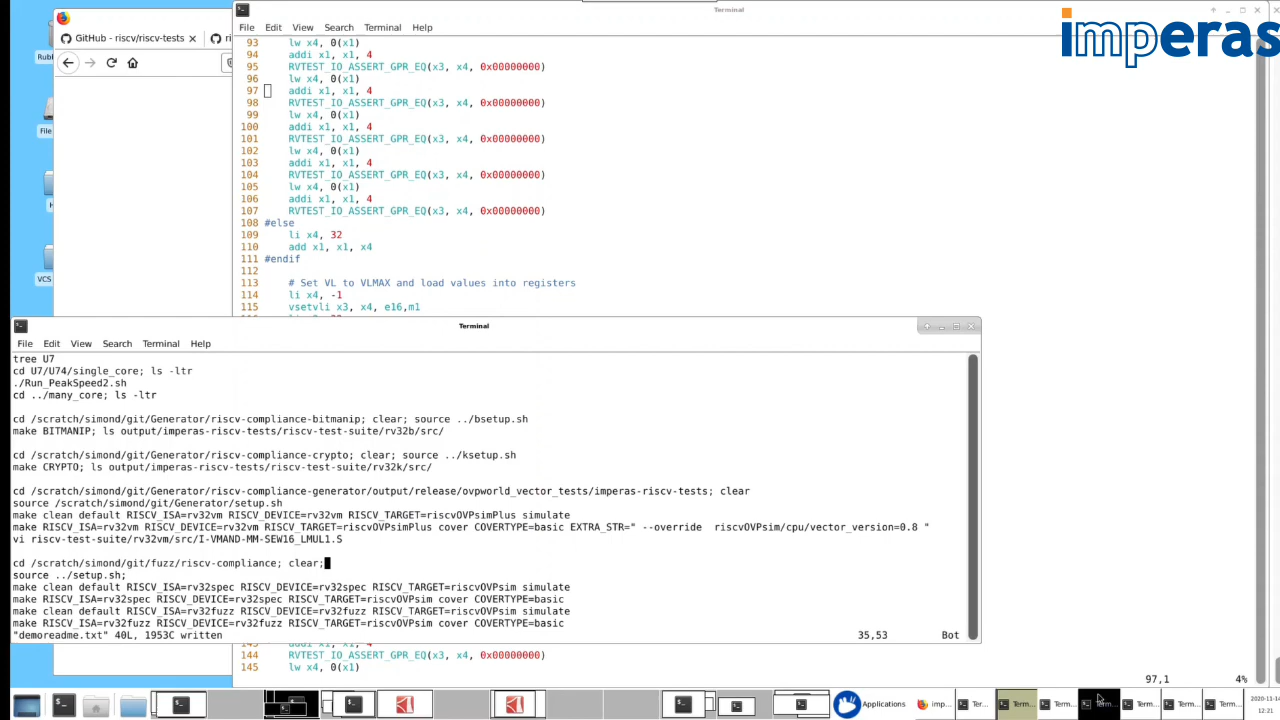 Terminal
File Edit View Search Terminal Help
imperas
GitHub - riscv/riscv-tests
93 lw x4, 0(x1)
94 addi x1, x1, 4
95 RVTEST_IO_ASSERT_GPR_EQ(x3, x4, 0x00000000)
96 lw x4, 0(x1)
97 addi x1, x1, 4
98 RVTEST_IO_ASSERT_GPR_EQ(x3, x4, 0x00000000)
99 lw x4, 0(x1)
100 addi x1, x1, 4
101 RVTEST_IO_ASSERT_GPR_EQ(x3, x4, 0x00000000)
102 lw x4, 0(x1)
103 addi x1, x1, 4
104 RVTEST_IO_ASSERT_GPR_EQ(x3, x4, 0x00000000)
105 lw x4, 0(x1)
106 addi x1, x1, 4
107 RVTEST_IO_ASSERT_GPR_EQ(x3, x4, 0x00000000)
108 #else
109 li x4, 32
110 add x1, x1, x4
111 #endif
112
113 # Set VL to VLMAX and load values into registers
114 li x4, -1
115 vsetvli x3, x4, e16,m1
Terminal
File Edit View Search Terminal Help
tree U7
cd U7/U74/single_core; ls -ltr
./Run_PeakSpeed2.sh
cd ../many_core; ls -ltr
cd /scratch/simond/git/Generator/riscv-compliance-bitmanip; clear; source ../bsetup.sh
make BITMANIP; ls output/imperas-riscv-tests/riscv-test-suite/rv32b/src/
cd /scratch/simond/git/Generator/riscv-compliance-crypto; clear; source ../ksetup.sh
make CRYPTO; ls output/imperas-riscv-tests/riscv-test-suite/rv32k/src/
cd /scratch/simond/git/Generator/riscv-compliance-generator/output/release/ovpworld_vector_tests/imperas-riscv-tests; clear
source /scratch/simond/git/Generator/setup.sh
make clean default RISCV_ISA=rv32vm RISCV_DEVICE=rv32vm RISCV_TARGET=riscvOVPsimPlus simulate
make RISCV_ISA=rv32vm RISCV_DEVICE=rv32vm RISCV_TARGET=riscvOVPsimPlus cover COVERTYPE=basic EXTRA_STR=" --override riscvOVPsim/cpu/vector_version=0.8 "
vi riscv-test-suite/rv32vm/src/I-VMAND-MM-SEW16_LMUL1.S
cd /scratch/simond/git/fuzz/riscv-compliance; clear;
source ../setup.sh;
make clean default RISCV_ISA=rv32spec RISCV_DEVICE=rv32spec RISCV_TARGET=riscvOVPsim simulate
make RISCV_ISA=rv32spec RISCV_DEVICE=rv32spec RISCV_TARGET=riscvOVPsim cover COVERTYPE=basic
make clean default RISCV_ISA=rv32fuzz RISCV_DEVICE=rv32fuzz RISCV_TARGET=riscvOVPsim simulate
make RISCV_ISA=rv32fuzz RISCV_DEVICE=rv32fuzz RISCV_TARGET=riscvOVPsim cover COVERTYPE=basic
"demoreadme.txt" 40L, 1953C written 35,53 Bot
144 RVTEST_IO_ASSERT_GPR_EQ(x3, x4, 0x00000000)
145 lw x4, 0(x1)
97,1 4%
Applications imp... Term... Term... Term... Term... Term... Term... Term...
2020-11-14
12:21